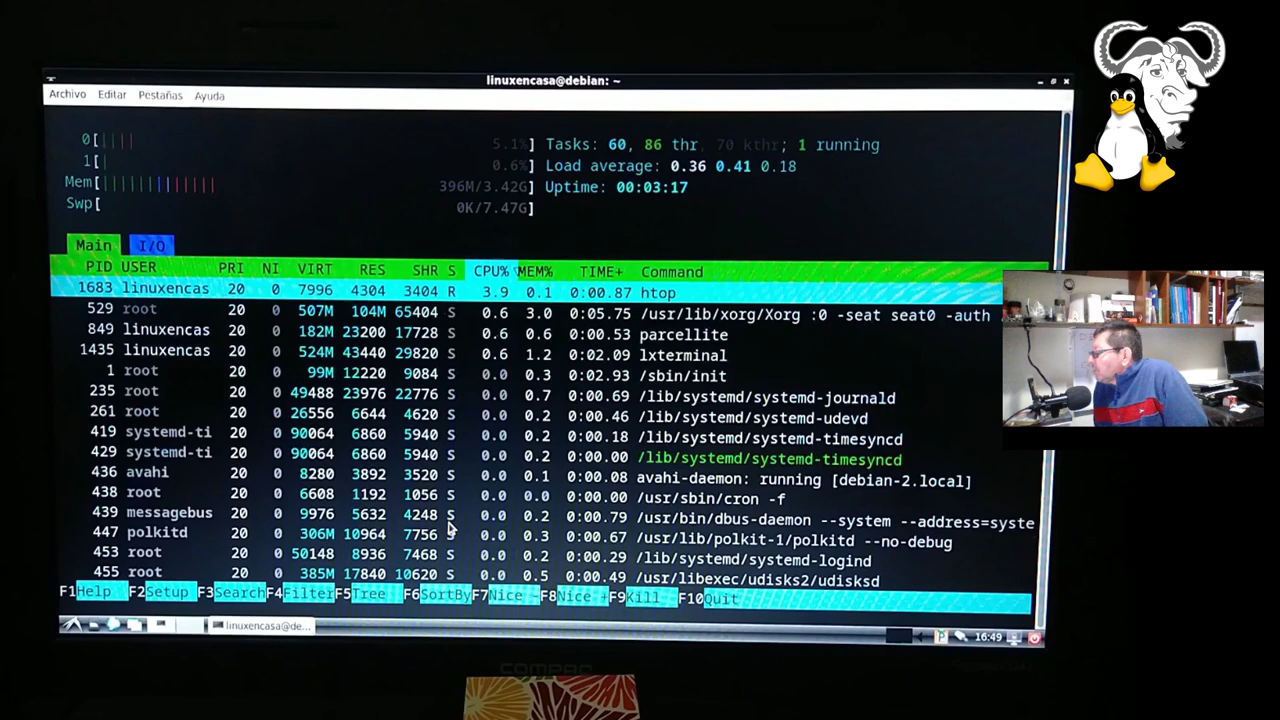 linuxencasa@debian: ~
Archivo Editar Pestañas Ayuda
0[|||| 5.1%] Tasks: 60, 86 thr, 70 kthr; 1 running
1[| 0.6%] Load average: 0.36 0.41 0.18
Mem[||||||||||||| 396M/3.42G] Uptime: 00:03:17
Swp[ 0K/7.47G]
Main I/O
PID USER PRI NI VIRT RES SHR S CPU%▽MEM% TIME+ Command
1683 linuxencas 20 0 7996 4304 3404 R 3.9 0.1 0:00.87 htop
529 root 20 0 507M 104M 65404 S 0.6 3.0 0:05.75 /usr/lib/xorg/Xorg :0 -seat seat0 -auth
849 linuxencas 20 0 182M 23200 17728 S 0.6 0.6 0:00.53 parcellite
1435 linuxencas 20 0 524M 43440 29820 S 0.6 1.2 0:02.09 lxterminal
1 root 20 0 99M 12220 9084 S 0.0 0.3 0:02.93 /sbin/init
235 root 20 0 49488 23976 22776 S 0.0 0.7 0:00.69 /lib/systemd/systemd-journald
261 root 20 0 26556 6644 4620 S 0.0 0.2 0:00.46 /lib/systemd/systemd-udevd
419 systemd-ti 20 0 90064 6860 5940 S 0.0 0.2 0:00.18 /lib/systemd/systemd-timesyncd
429 systemd-ti 20 0 90064 6860 5940 S 0.0 0.2 0:00.00 /lib/systemd/systemd-timesyncd
436 avahi 20 0 8280 3892 3520 S 0.0 0.1 0:00.08 avahi-daemon: running [debian-2.local]
438 root 20 0 6608 1192 1056 S 0.0 0.0 0:00.00 /usr/sbin/cron -f
439 messagebus 20 0 9976 5632 4248 S 0.0 0.2 0:00.79 /usr/bin/dbus-daemon --system --address=syste
447 polkitd 20 0 306M 10964 7756 S 0.0 0.3 0:00.67 /usr/lib/polkit-1/polkitd --no-debug
453 root 20 0 50148 8936 7468 S 0.0 0.2 0:00.29 /lib/systemd/systemd-logind
455 root 20 0 385M 17840 10620 S 0.0 0.5 0:00.49 /usr/libexec/udisks2/udisksd
F1Help F2Setup F3Search F4Filter F5Tree F6SortBy F7Nice - F8Nice + F9Kill F10Quit
linuxencasa@de... 16:49
COMPAQ